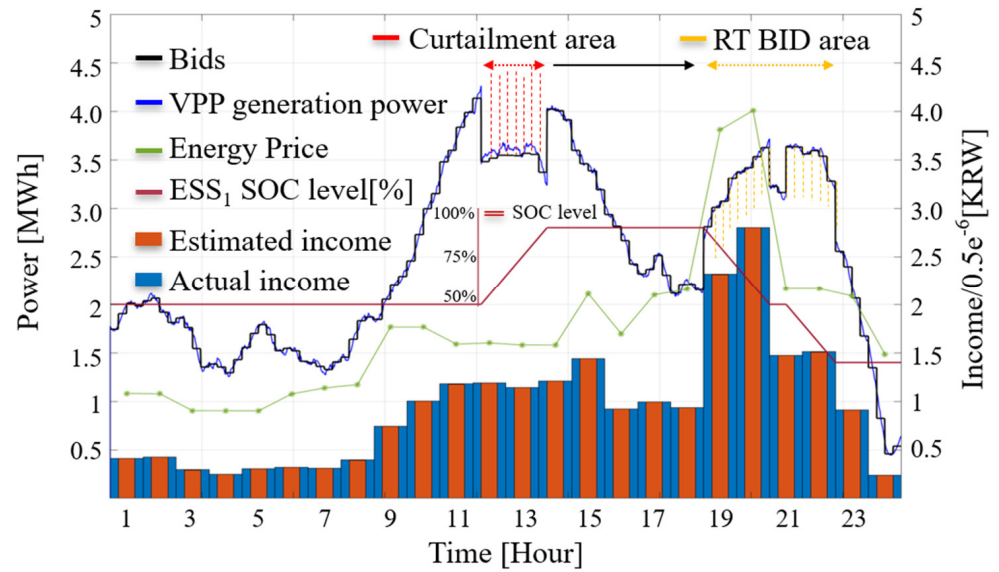 Curtailment area
RT BID area
Bids
VPP generation power
Energy Price
ESS₁ SOC level[%]
Estimated income
Actual income
100%
SOC level
75%
50%
5
4.5
4.0
3.5
3.0
2.5
2
1.5
1
0.5
Power [MWh]
5
4.5
4.0
3.5
3.0
2.5
2
1.5
1
0.5
Income/0.5e⁻⁶[KRW]
1 3 5 7 9 11 13 15 17 19 21 23
Time [Hour]